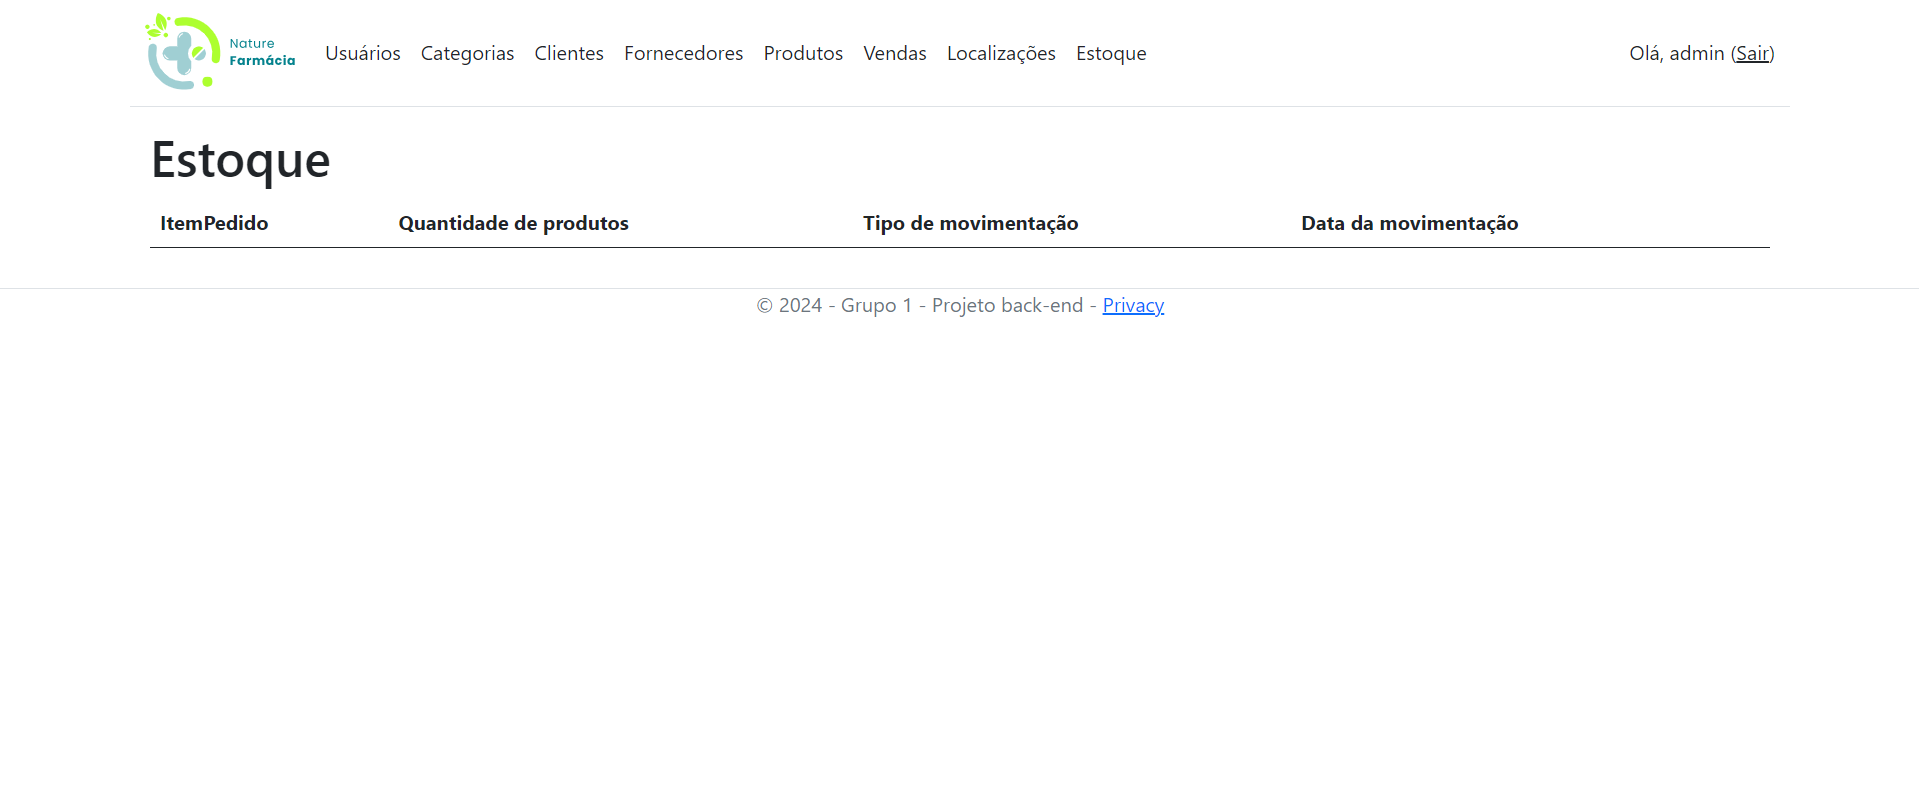 Nature
Farmácia
Usuários Categorias Clientes Fornecedores Produtos Vendas Localizações Estoque
Olá, admin (Sair)
Estoque
ItemPedido Quantidade de produtos Tipo de movimentação Data da movimentação
© 2024 - Grupo 1 - Projeto back-end - Privacy